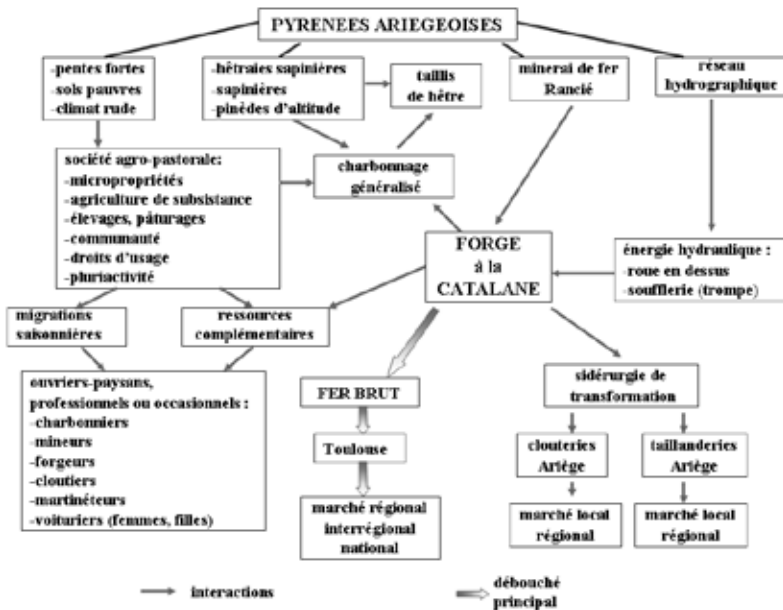 PYRENEES ARIEGEOISES
-pentes fortes
-sols pauvres
-climat rude
-hêtraies sapinières
-sapinières
-pinèdes d'altitude
taillis
de hêtre
minerai de fer
Rancié
réseau
hydrographique
société agro-pastorale:
-micropropriétés
-agriculture de subsistance
-élevages, pâturages
-communauté
-droits d'usage
-pluriactivité
charbonnage
généralisé
FORGE
à la
CATALANE
énergie hydraulique :
-roue en dessus
-soufflerie (trompe)
migrations
saisonnières
ressources
complémentaires
ouvriers-paysans,
professionnels ou occasionnels :
-charbonniers
-mineurs
-forgeurs
-cloutiers
-martinéteurs
-voituriers (femmes, filles)
FER BRUT
Toulouse
marché régional
interrégional
national
sidérurgie de
transformation
clouteries
Ariège
taillanderies
Ariège
marché local
régional
marché local
régional
interactions
débouché
principal